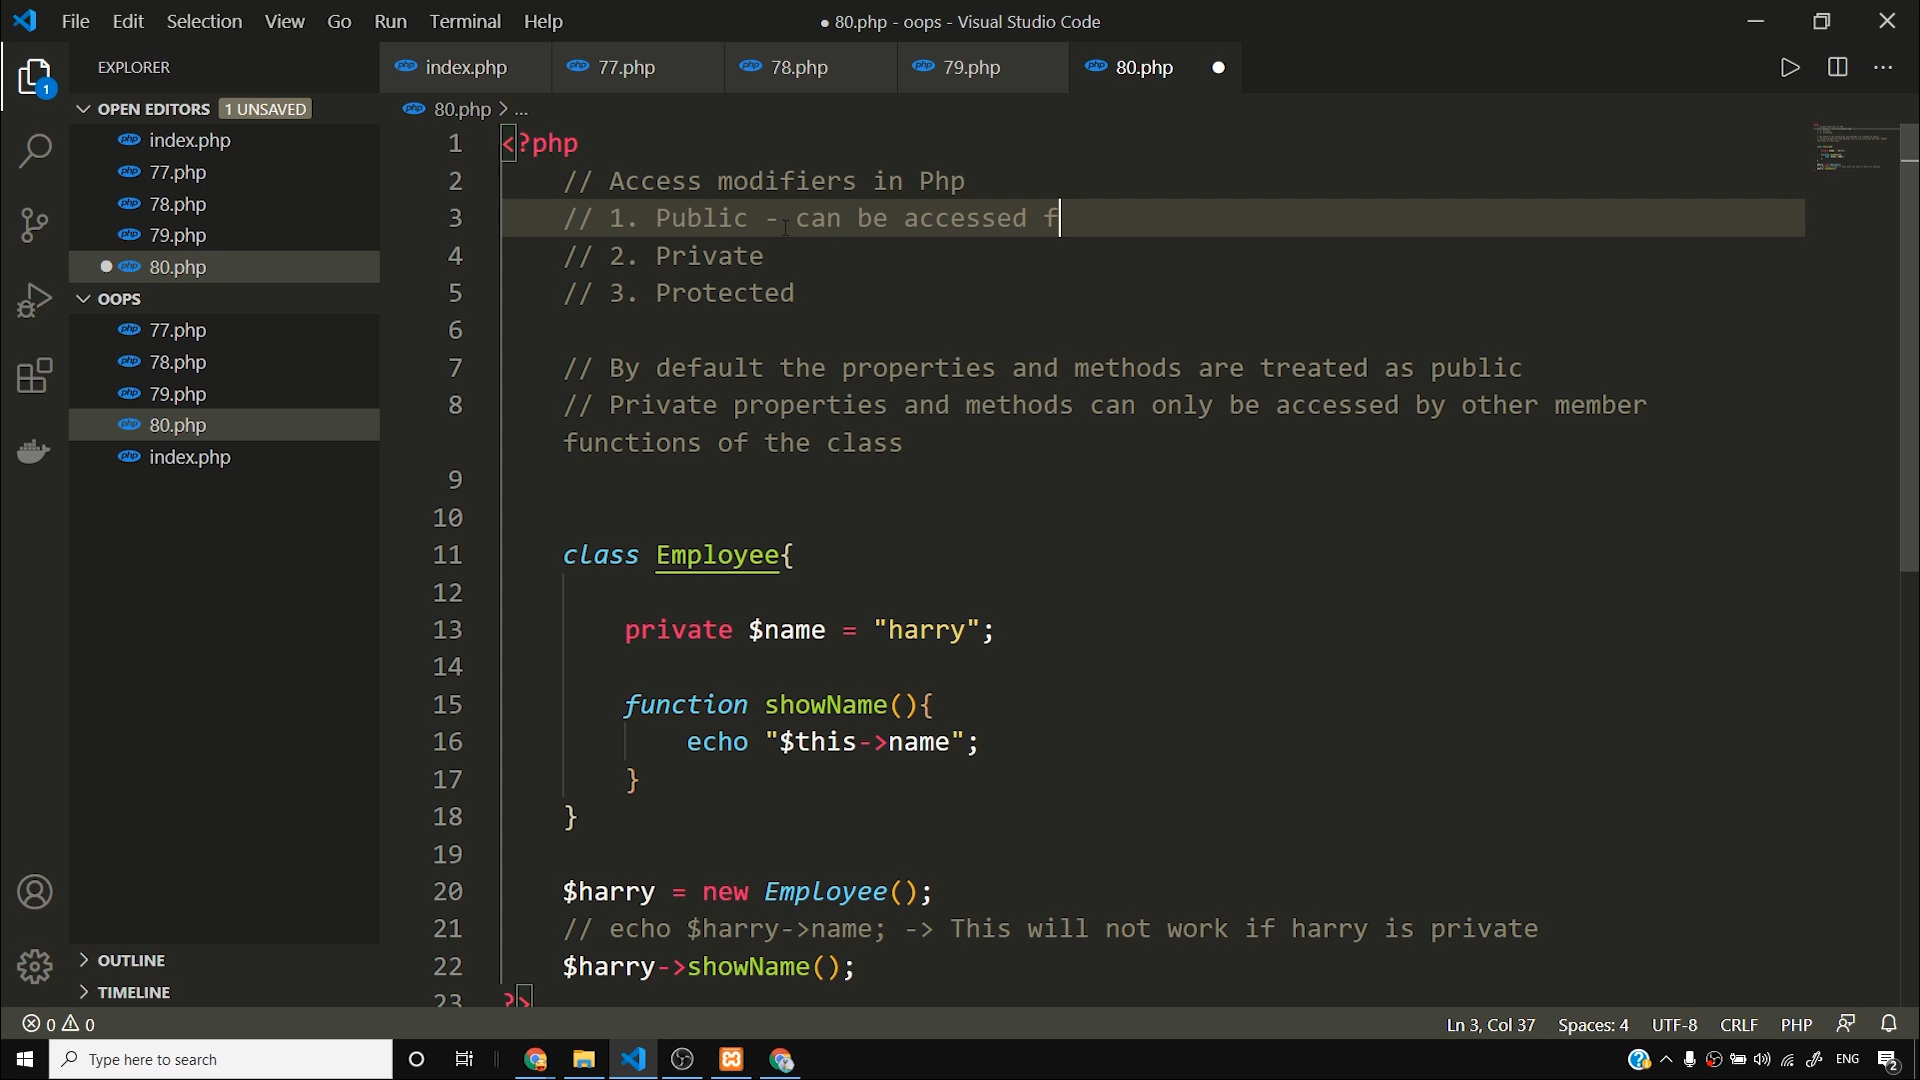 File Edit Selection View Go Run Terminal Help
● 80.php - oops - Visual Studio Code
EXPLORER
index.php 77.php 78.php 79.php 80.php
OPEN EDITORS 1 UNSAVED
index.php
77.php
78.php
79.php
80.php
OOPS
77.php
78.php
79.php
80.php
index.php
OUTLINE
TIMELINE
1
80.php > ...
1 <?php
2 // Access modifiers in Php
3 // 1. Public - can be accessed f
4 // 2. Private
5 // 3. Protected
6
7 // By default the properties and methods are treated as public
8 // Private properties and methods can only be accessed by other member
functions of the class
9
10
11 class Employee{
12
13 private $name = "harry";
14
15 function showName(){
16 echo "$this->name";
17 }
18 }
19
20 $harry = new Employee();
21 // echo $harry->name; -> This will not work if harry is private
22 $harry->showName();
23 ?>
0 0 Ln 3, Col 37 Spaces: 4 UTF-8 CRLF PHP
Type here to search
ENG 2